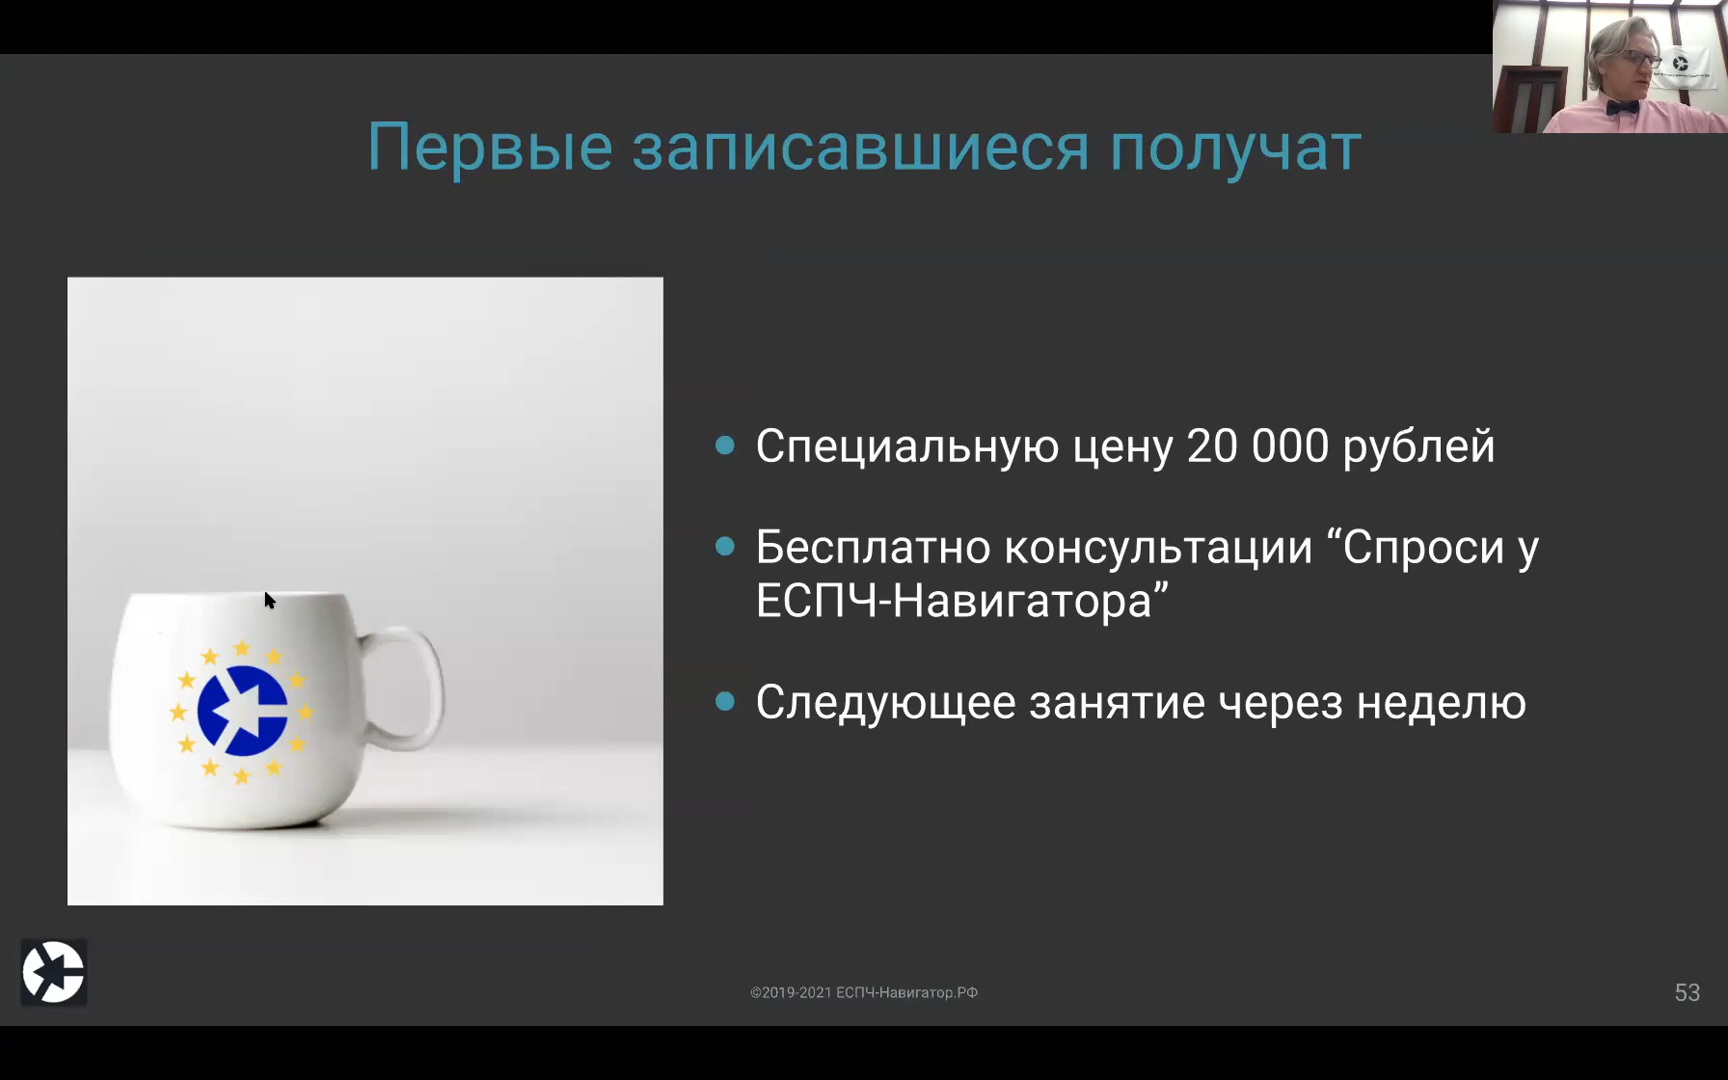 Первые записавшиеся получат
Специальную цену 20 000 рублей
Бесплатно консультации “Спроси у
ЕСПЧ-Навигатора”
Следующее занятие через неделю
©2019-2021 ЕСПЧ-Навигатор.РФ
53